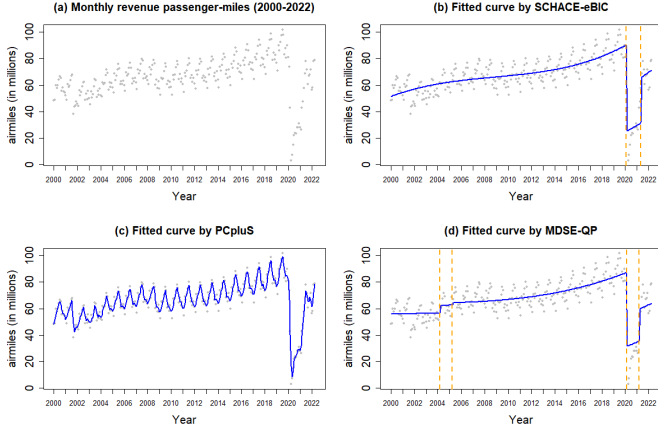 (a) Monthly revenue passenger-miles (2000-2022)
airmiles (in millions)
0 20 40 60 80 100
2000 2002 2004 2006 2008 2010 2012 2014 2016 2018 2020 2022
Year
(b) Fitted curve by SCHACE-eBIC
airmiles (in millions)
0 20 40 60 80 100
2000 2002 2004 2006 2008 2010 2012 2014 2016 2018 2020 2022
Year
(c) Fitted curve by PCpluS
airmiles (in millions)
0 20 40 60 80 100
2000 2002 2004 2006 2008 2010 2012 2014 2016 2018 2020 2022
Year
(d) Fitted curve by MDSE-QP
airmiles (in millions)
0 20 40 60 80 100
2000 2002 2004 2006 2008 2010 2012 2014 2016 2018 2020 2022
Year